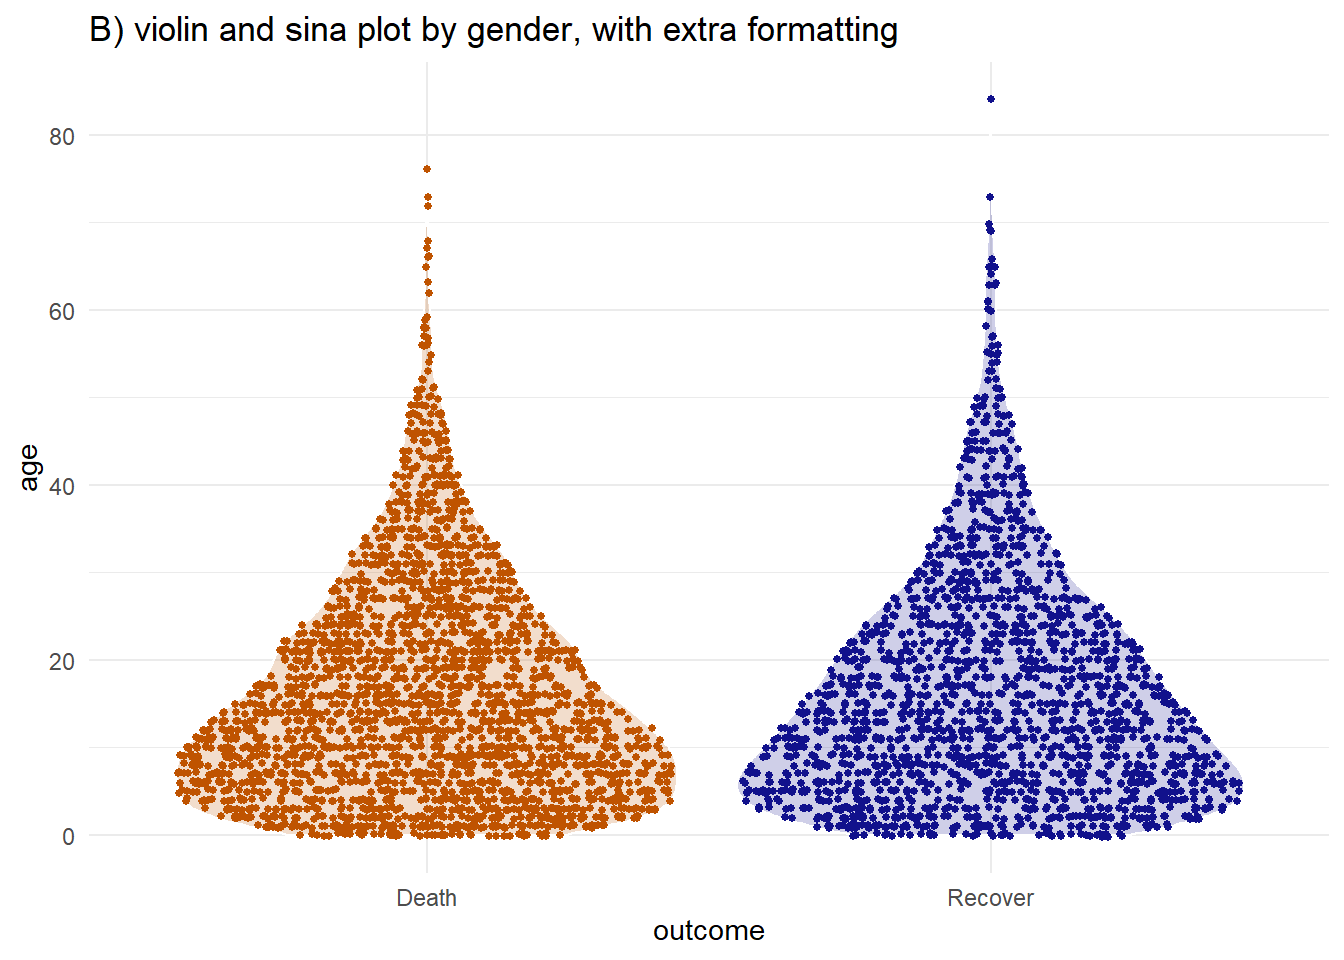 B) violin and sina plot by gender, with extra formatting
80
60
40
20
0
age
Death
Recover
outcome